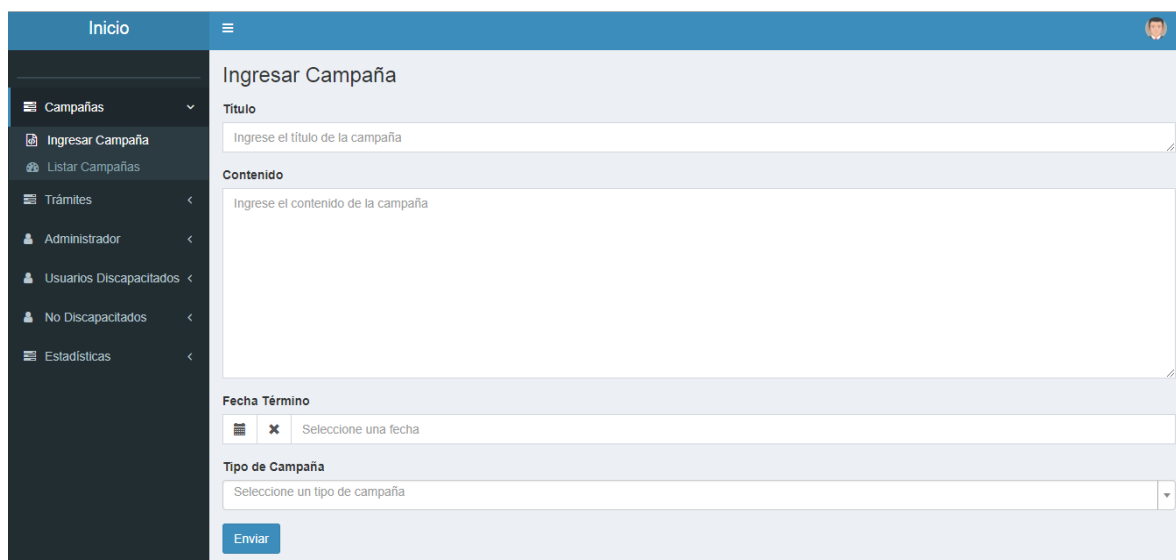 Inicio
Ingresar Campaña
Campañas
Título
Ingresar Campaña
Ingrese el título de la campaña
Listar Campañas
Contenido
Trámites
Ingrese el contenido de la campaña
Administrador
Usuarios Discapacitados
No Discapacitados
Estadísticas
Fecha Término
Seleccione una fecha
Tipo de Campaña
Seleccione un tipo de campaña
Enviar